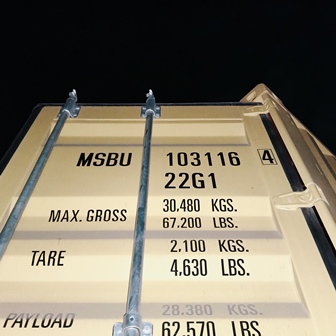 MSBU 103116 4
22G1
MAX. GROSS 30,480 KGS.
67,200 LBS.
TARE 2,100 KGS.
4,630 LBS.
PAYLOAD 28,380 KGS.
62,570 LBS.